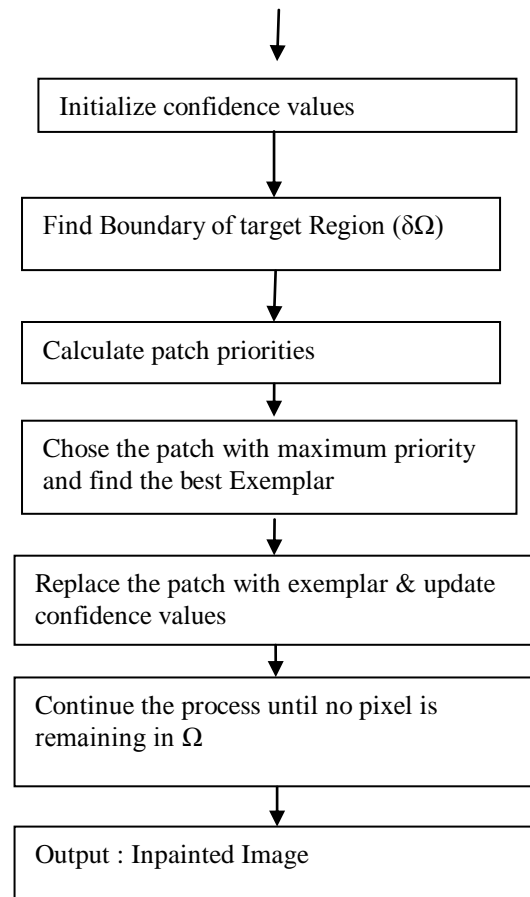 Initialize confidence values
Find Boundary of target Region (δΩ)
Calculate patch priorities
Chose the patch with maximum priority
and find the best Exemplar
Replace the patch with exemplar & update
confidence values
Continue the process until no pixel is
remaining in Ω
Output : Inpainted Image